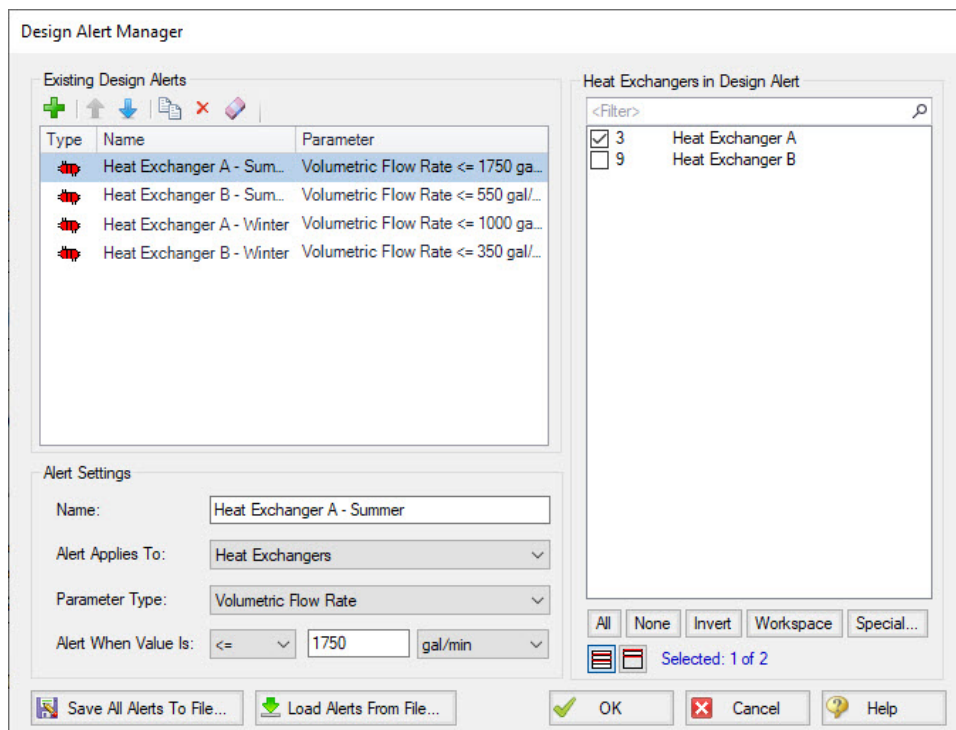 Design Alert Manager
Existing Design Alerts
Type Name Parameter
Heat Exchanger A - Sum... Volumetric Flow Rate <= 1750 ga...
Heat Exchanger B - Sum... Volumetric Flow Rate <= 550 gal/...
Heat Exchanger A - Winter Volumetric Flow Rate <= 1000 ga...
Heat Exchanger B - Winter Volumetric Flow Rate <= 350 gal/...
Alert Settings
Name: Heat Exchanger A - Summer
Alert Applies To: Heat Exchangers
Parameter Type: Volumetric Flow Rate
Alert When Value Is: <= 1750 gal/min
Heat Exchangers in Design Alert
<Filter>
3 Heat Exchanger A
9 Heat Exchanger B
All None Invert Workspace Special...
Selected: 1 of 2
Save All Alerts To File... Load Alerts From File... OK Cancel Help